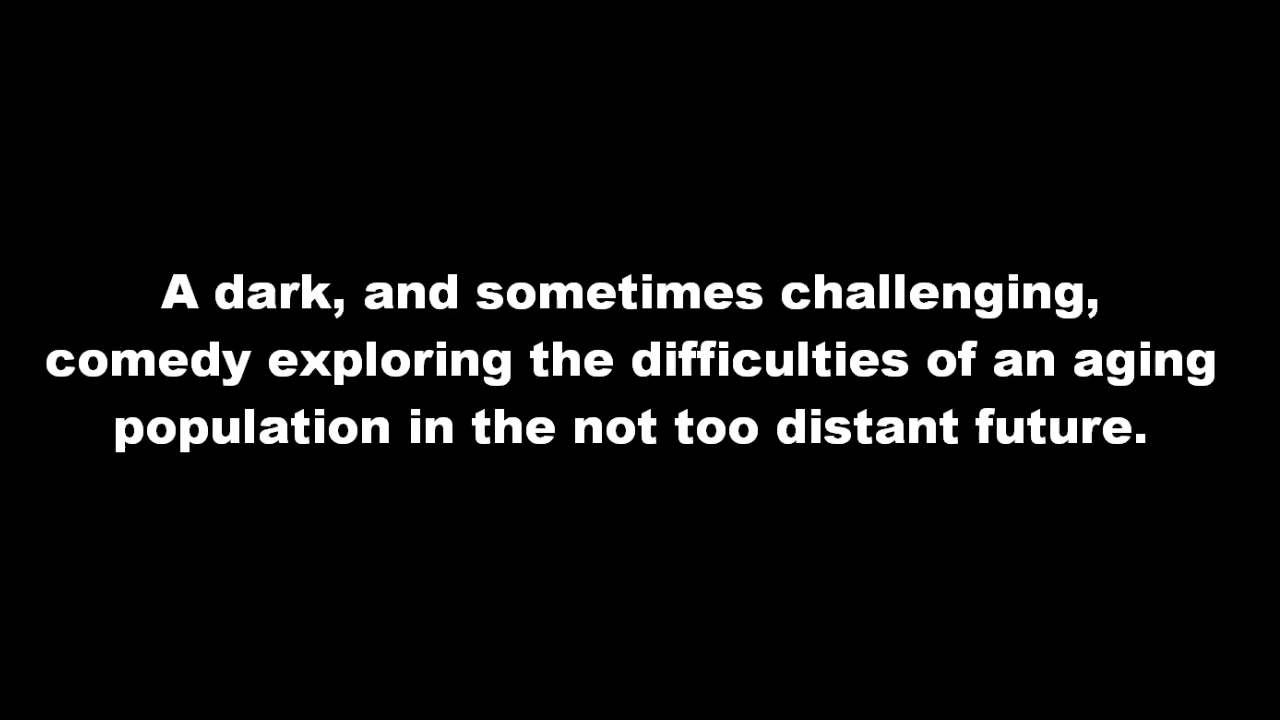 A dark, and sometimes challenging,
comedy exploring the difficulties of an aging
population in the not too distant future.